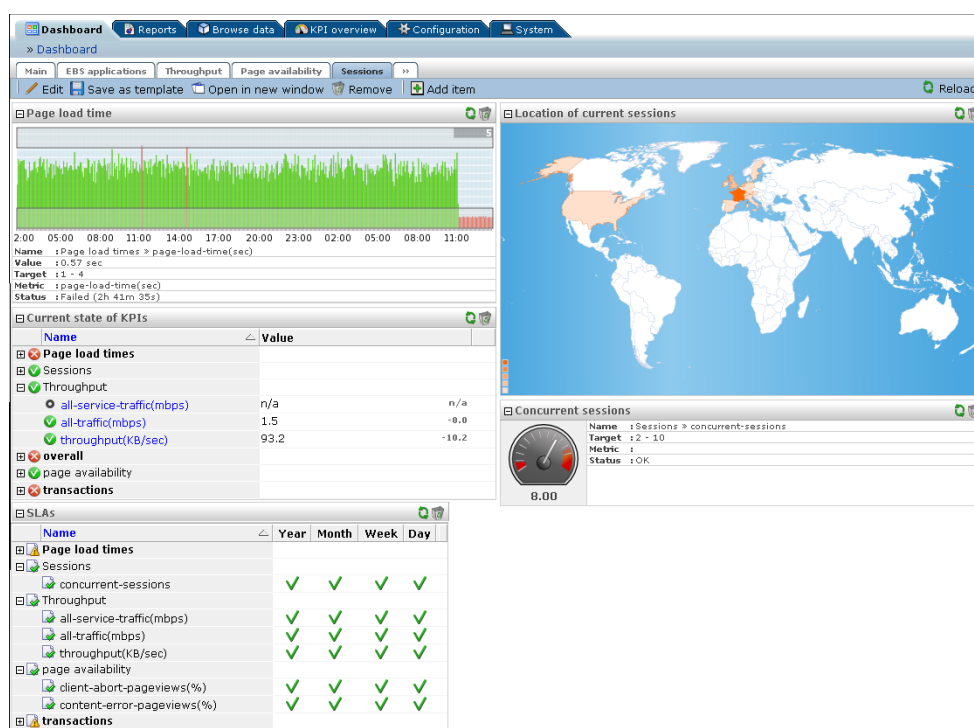 Dashboard Reports Browse data KPI overview Configuration System
» Dashboard
Main EBS applications Throughput Page availability Sessions »
Edit Save as template Open in new window Remove Add item Reload
Page load time
5
2:00 05:00 08:00 11:00 14:00 17:00 20:00 23:00 02:00 05:00 08:00 11:00
Name :Page load times » page-load-time(sec)
Value :0.57 sec
Target :1 - 4
Metric :page-load-time(sec)
Status :Failed (2h 41m 35s)
Current state of KPIs
Name Value
Page load times
Sessions
Throughput
all-service-traffic(mbps) n/a n/a
all-traffic(mbps) 1.5 -0.0
throughput(KB/sec) 93.2 -10.2
overall
page availability
transactions
SLAs
Name Year Month Week Day
Page load times
Sessions
concurrent-sessions
Throughput
all-service-traffic(mbps)
all-traffic(mbps)
throughput(KB/sec)
page availability
client-abort-pageviews(%)
content-error-pageviews(%)
transactions
Location of current sessions
Concurrent sessions
Name :Sessions » concurrent-sessions
Target :2 - 10
Metric :
Status :OK
8.00